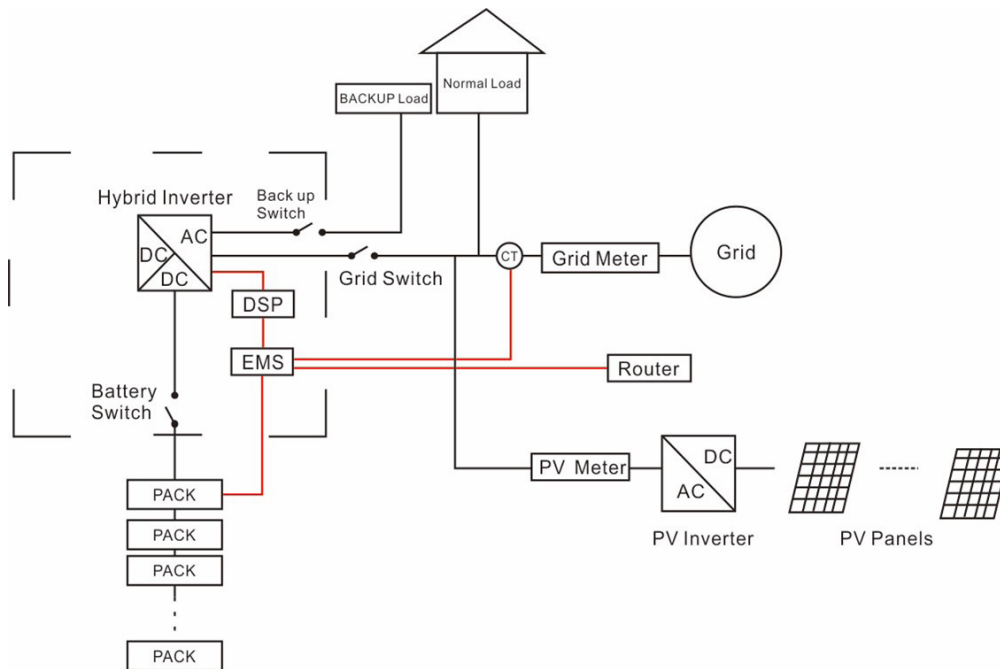 Normal Load
BACKUP Load
Hybrid Inverter
Back up
Switch
AC
DC
DC
Grid Switch
CT
Grid Meter
Grid
DSP
EMS
Router
Battery
Switch
PV Meter
DC
AC
PV Inverter
PV Panels
PACK
PACK
PACK
PACK